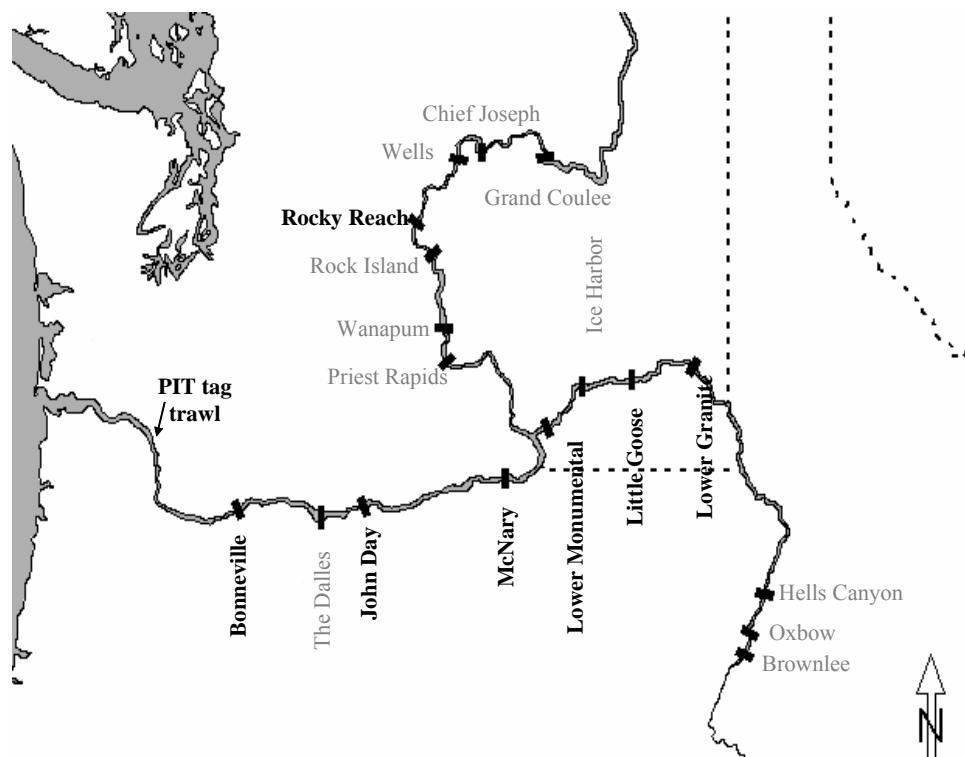 Chief Joseph
Wells
Grand Coulee
Rocky Reach
Rock Island
Ice Harbor
Wanapum
Priest Rapids
PIT tag
trawl
Bonneville
The Dalles
John Day
McNary
Lower Monumental
Little Goose
Lower Granite
Hells Canyon
Oxbow
Brownlee
N